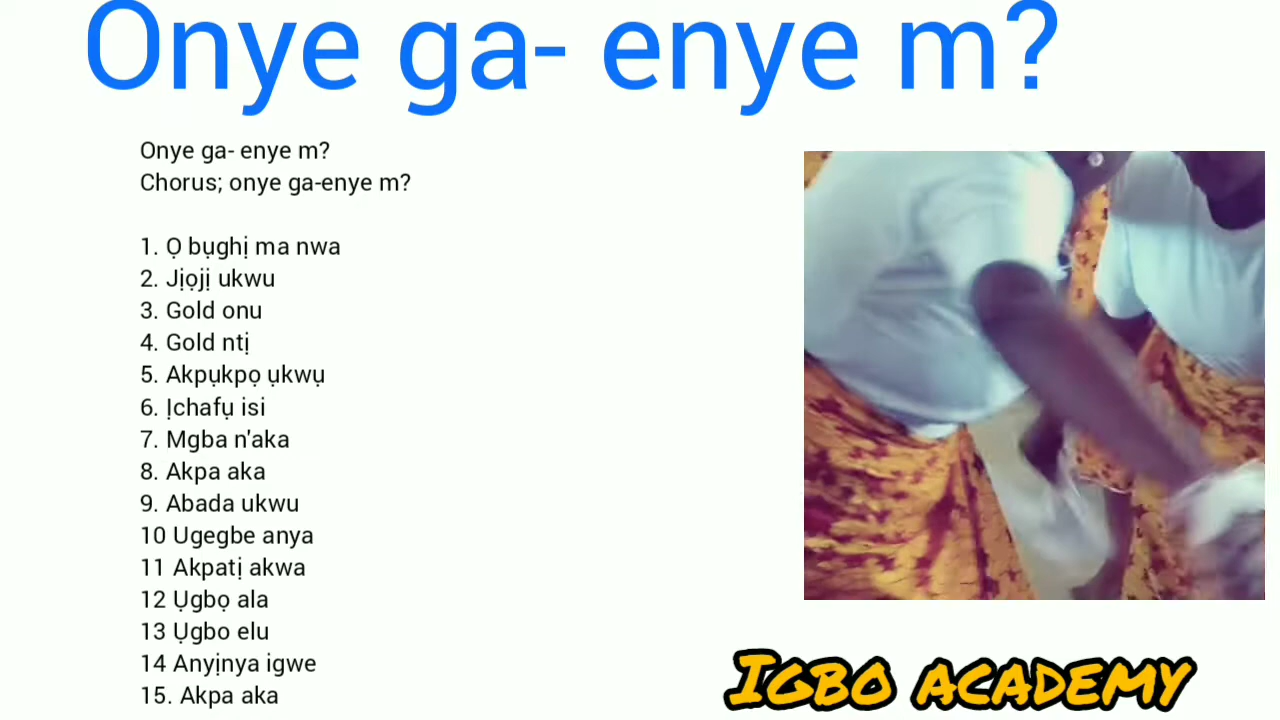 Onye ga- enye m?
Onye ga- enye m?
Chorus; onye ga-enye m?
1. Ọ bụghị ma nwa
2. Jịọjị ukwu
3. Gold onu
4. Gold ntị
5. Akpụkpọ ụkwụ
6. Ịchafụ isi
7. Mgba n'aka
8. Akpa aka
9. Abada ukwu
10 Ugegbe anya
11 Akpatị akwa
12 Ụgbọ ala
13 Ụgbo elu
14 Anyịnya igwe
15. Akpa aka
IGBO ACADEMY